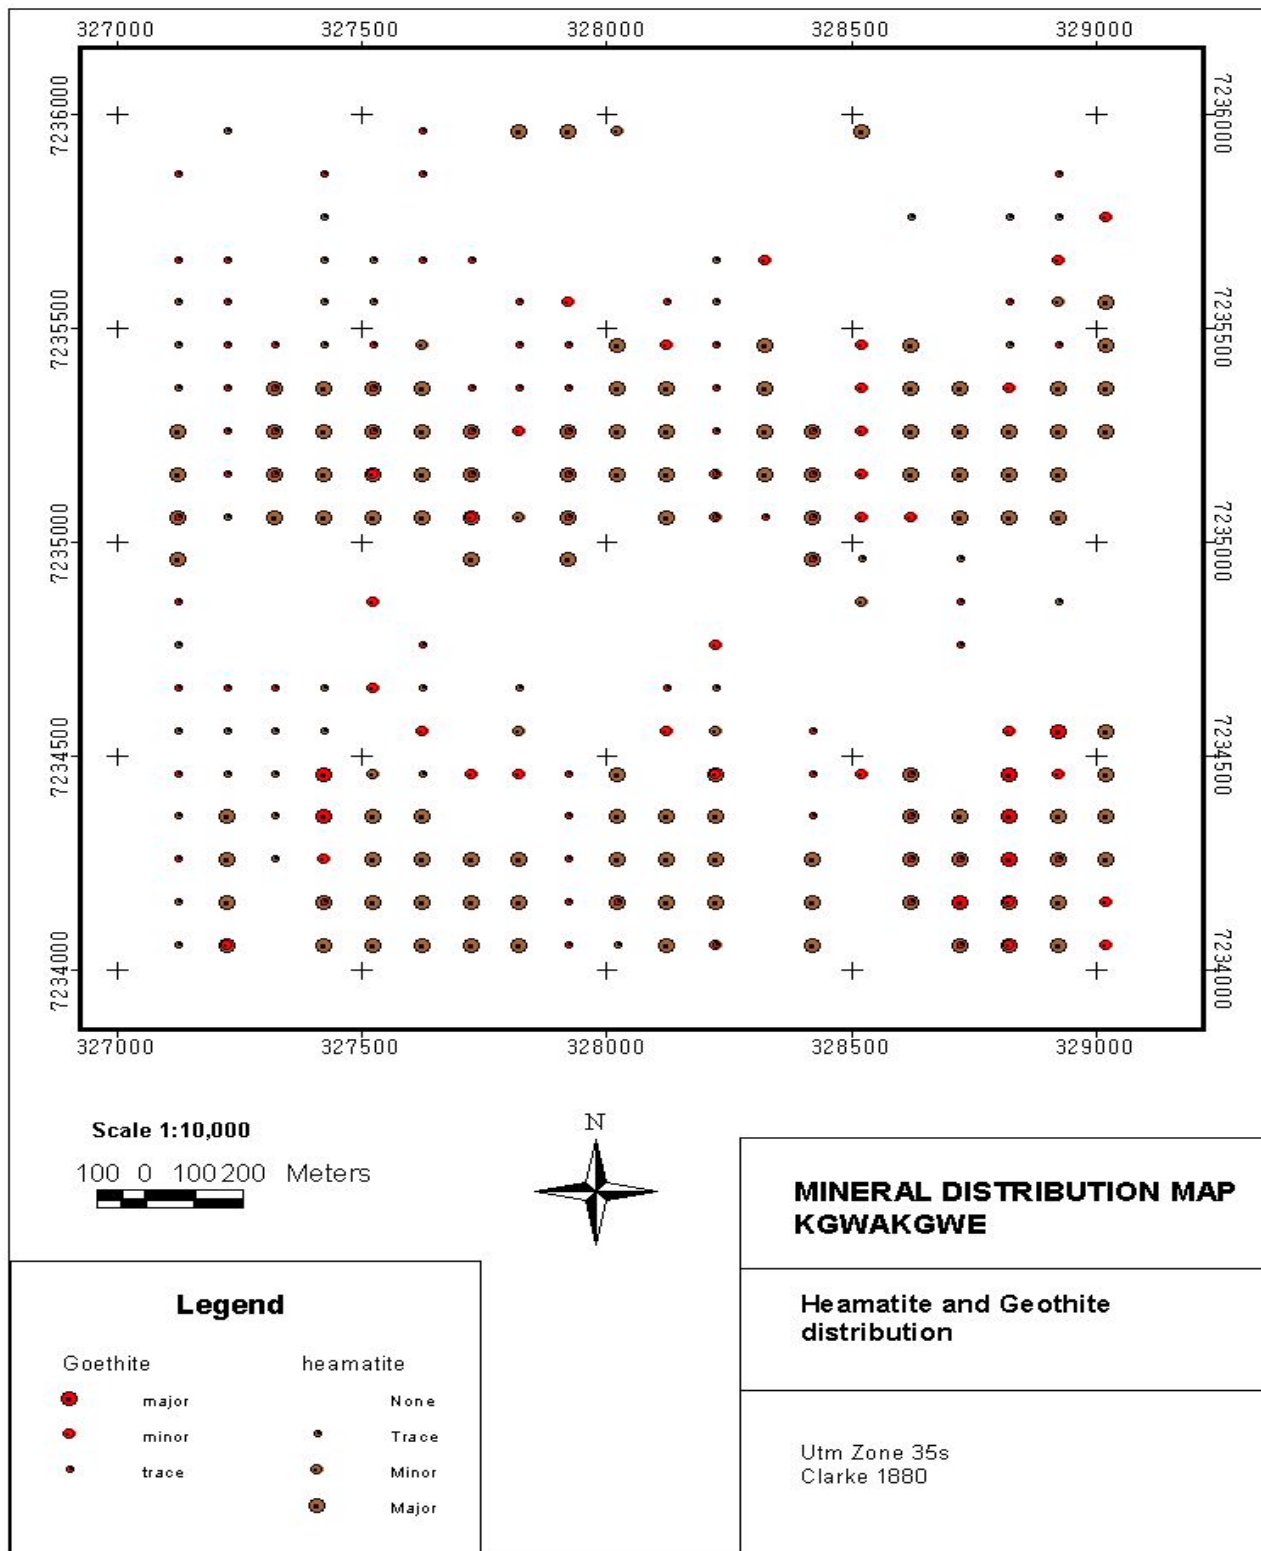 327000 327500 328000 328500 329000
7236000 7236000
7235500 7235500
7235000 7235000
7234500 7234500
7234000 7234000
327000 327500 328000 328500 329000
Scale 1:10,000
100 0 100 200 Meters
N
MINERAL DISTRIBUTION MAP
KGWAKGWE
Heamatite and Geothite
distribution
Utm Zone 35s
Clarke 1880
Legend
Goethite heamatite
major None
minor Trace
trace Minor
Major